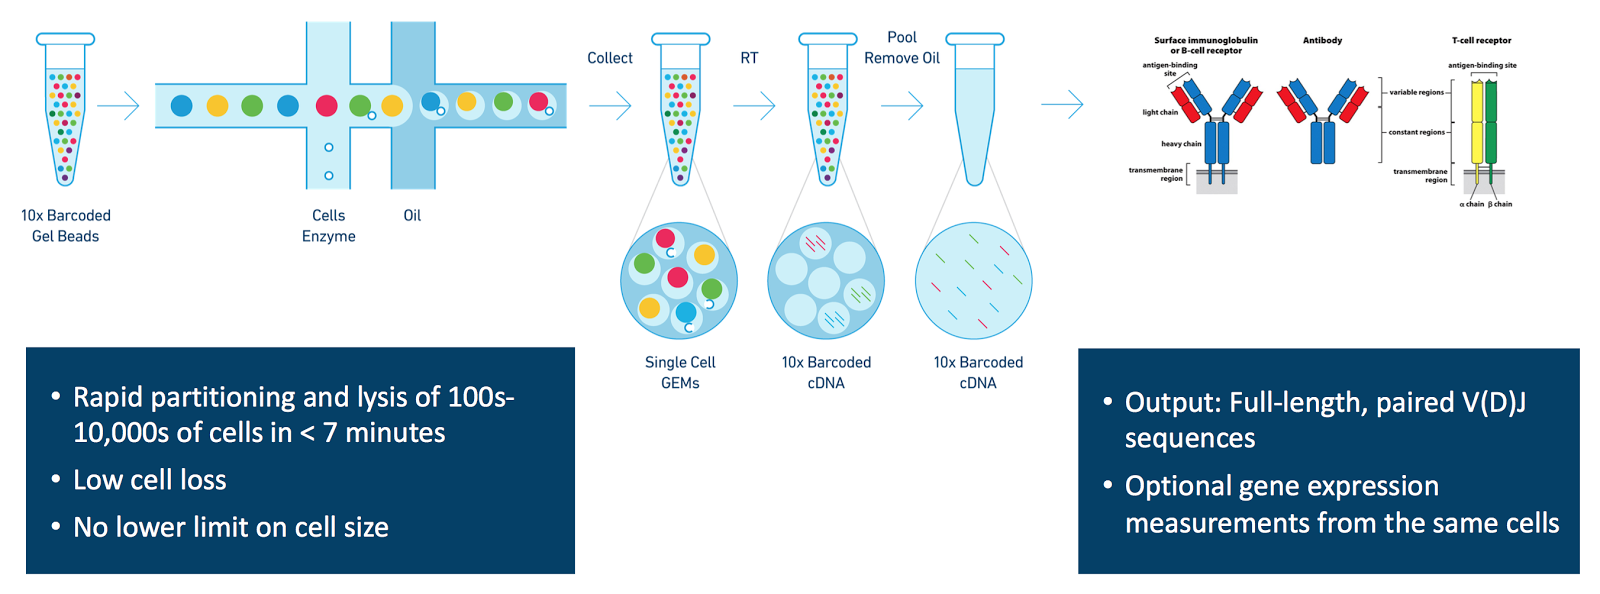 10x Barcoded
Gel Beads
Cells
Enzyme
Oil
Collect
RT
Pool
Remove Oil
Single Cell
GEMs
10x Barcoded
cDNA
10x Barcoded
cDNA
Surface immunoglobulin
or B-cell receptor
antigen-binding
site
light chain
heavy chain
transmembrane
region
Antibody
T-cell receptor
antigen-binding site
variable regions
constant regions
transmembrane
region
α chain β chain
• Rapid partitioning and lysis of 100s-
10,000s of cells in < 7 minutes
• Low cell loss
• No lower limit on cell size
• Output: Full-length, paired V(D)J
sequences
• Optional gene expression
measurements from the same cells